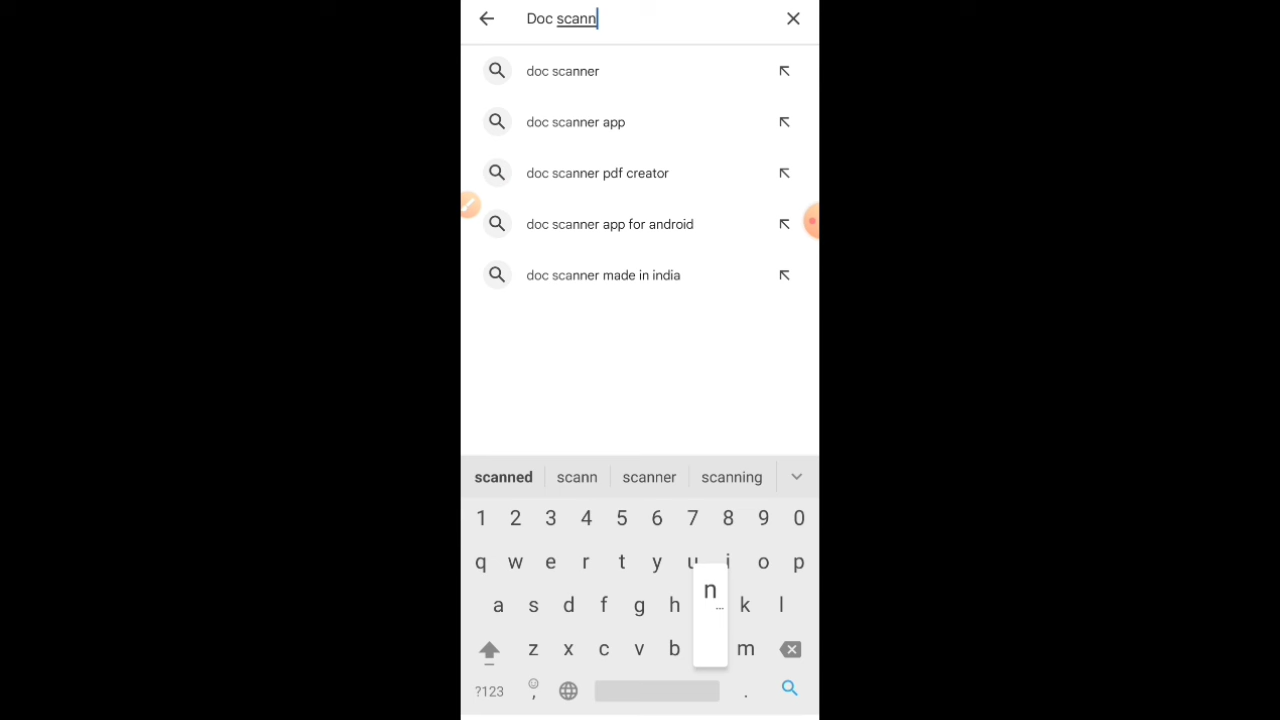 Doc scann
doc scanner
doc scanner app
doc scanner pdf creator
doc scanner app for android
doc scanner made in india
scanned scann scanner scanning
1 2 3 4 5 6 7 8 9 0
q w e r t y u i o p
n
a s d f g h k l
z x c v b m
?123 , .